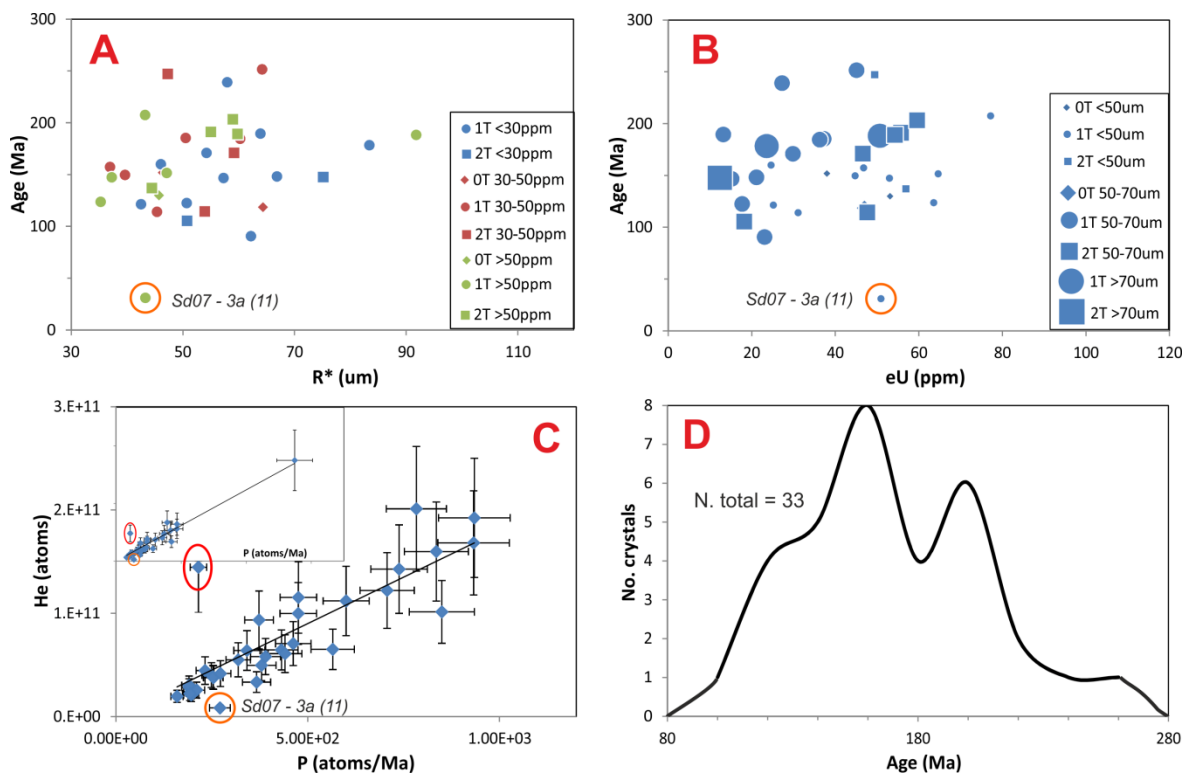 A
300
200
100
0
Age (Ma)
30
50
70
90
110
R* (um)
1T <30ppm
2T <30ppm
0T 30-50ppm
1T 30-50ppm
2T 30-50ppm
0T >50ppm
1T >50ppm
2T >50ppm
Sd07 - 3a (11)
B
300
200
100
0
Age (Ma)
0
20
40
60
80
100
120
eU (ppm)
0T <50um
1T <50um
2T <50um
0T 50-70um
1T 50-70um
2T 50-70um
1T >70um
2T >70um
Sd07 - 3a (11)
C
3.E+11
2.E+11
1.E+11
0.E+00
He (atoms)
P (atoms/Ma)
Sd07 - 3a (11)
0.00E+00
5.00E+02
1.00E+03
P (atoms/Ma)
D
8
7
6
5
4
3
2
1
0
No. crystals
N. total = 33
80
180
280
Age (Ma)